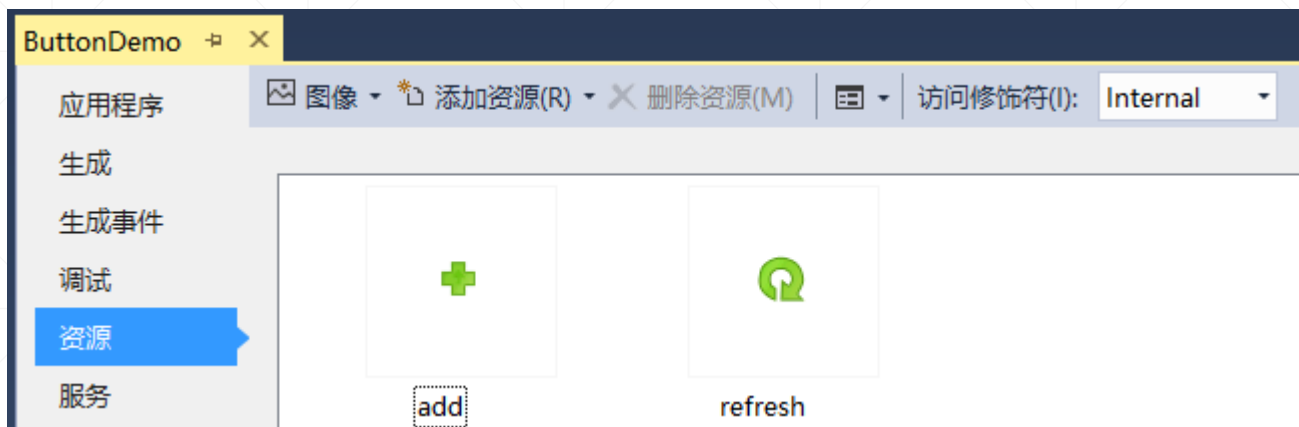 ButtonDemo
图像 添加资源(R) 删除资源(M) 访问修饰符(I): Internal
应用程序
生成
生成事件
调试
资源
服务
add refresh